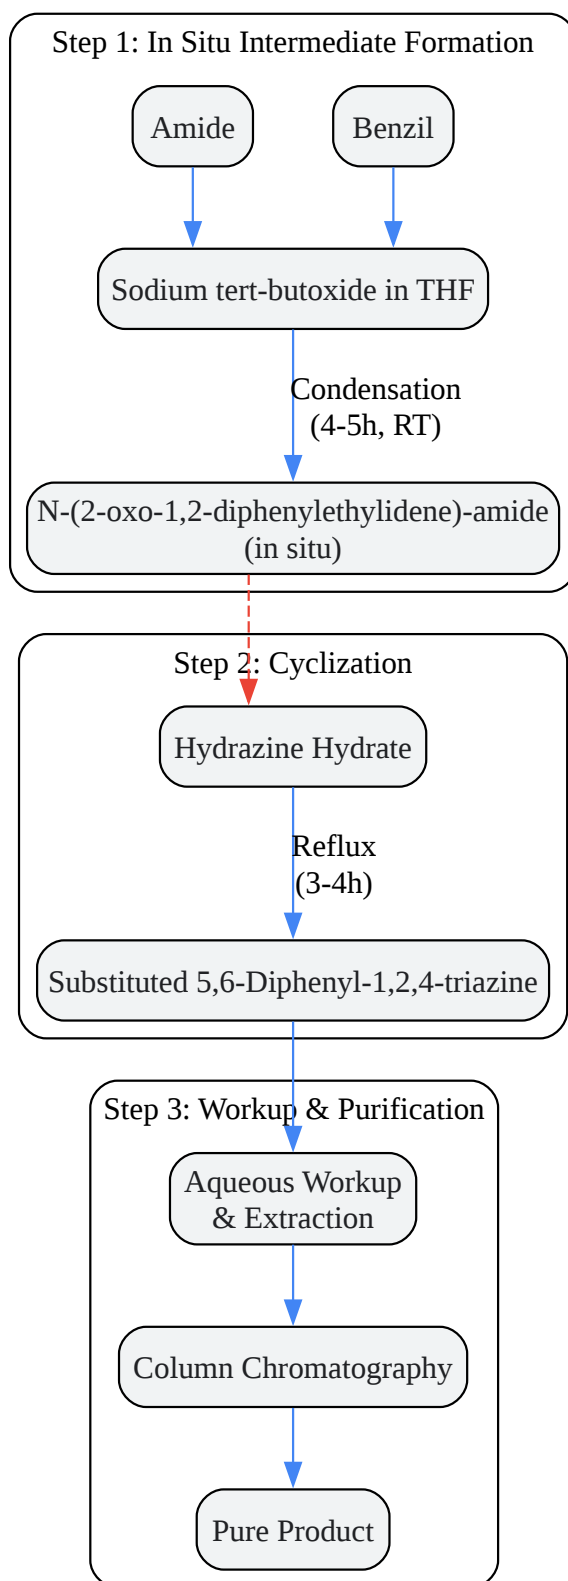 Step 1: In Situ Intermediate Formation
Amide
Benzil
Sodium tert-butoxide in THF
Condensation
(4-5h, RT)
N-(2-oxo-1,2-diphenylethylidene)-amide
(in situ)
Step 2: Cyclization
Hydrazine Hydrate
Reflux
(3-4h)
Substituted 5,6-Diphenyl-1,2,4-triazine
Step 3: Workup & Purification
Aqueous Workup
& Extraction
Column Chromatography
Pure Product